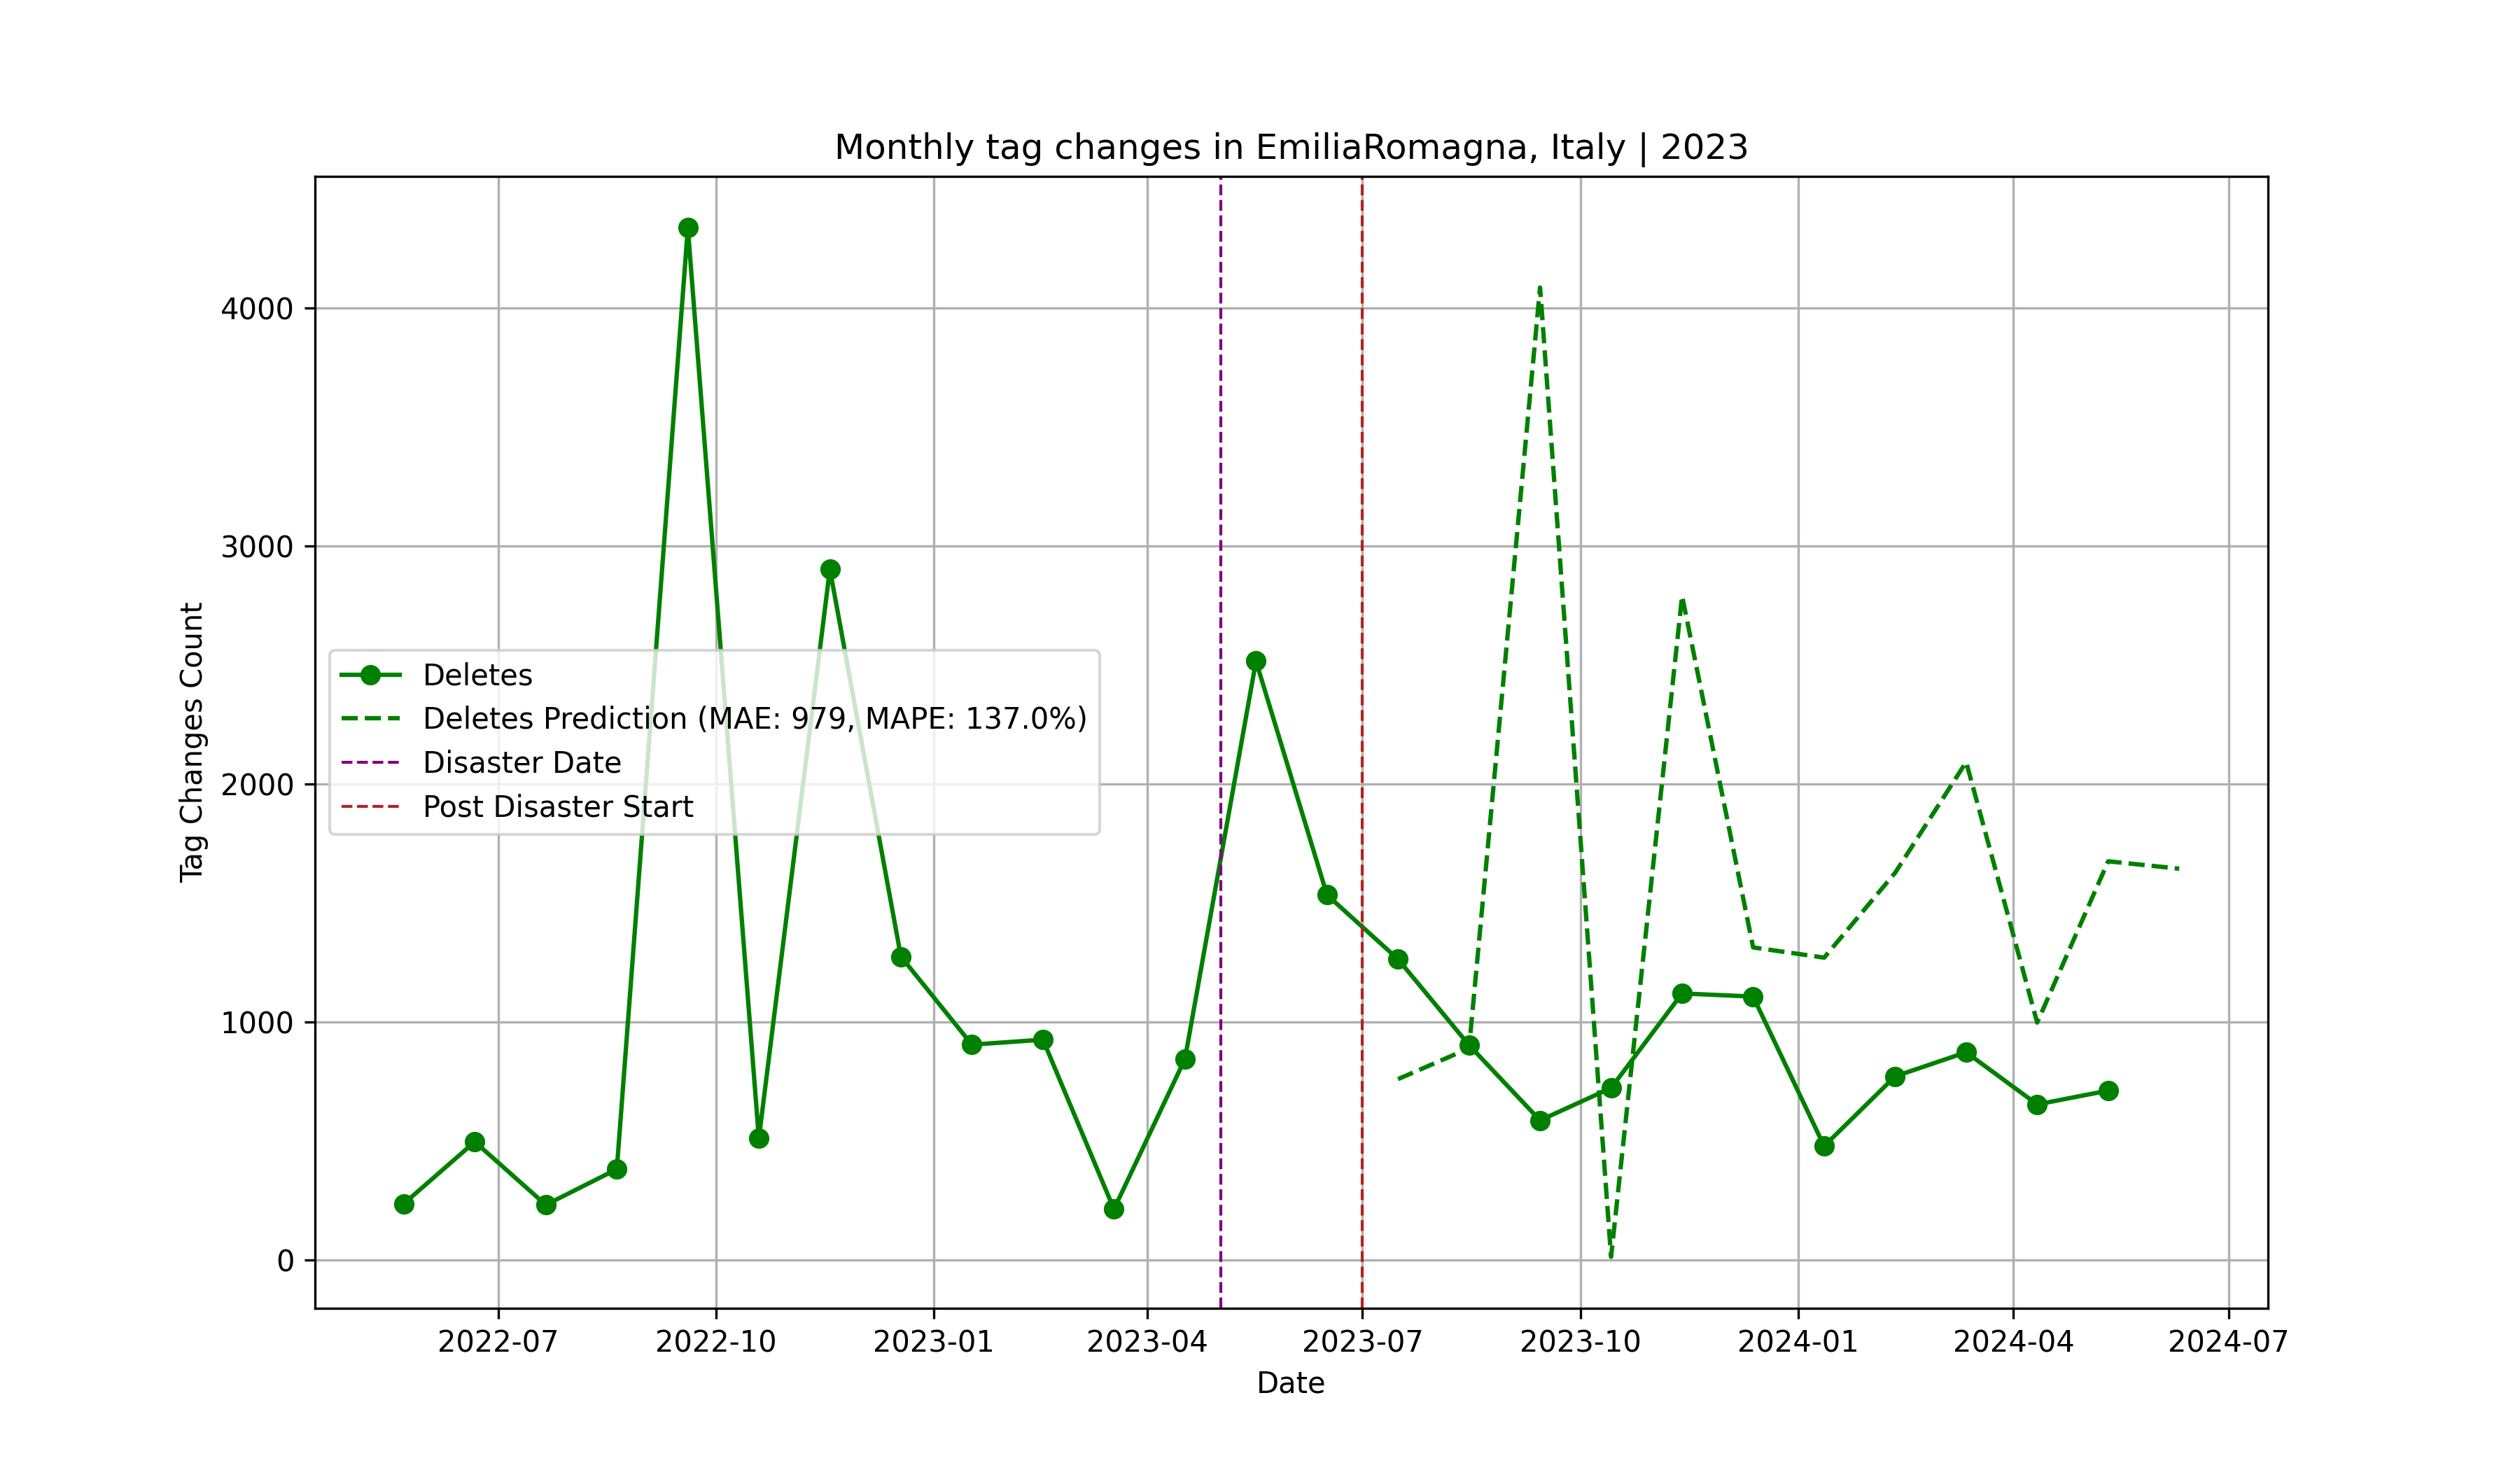 Monthly tag changes in EmiliaRomagna, Italy | 2023
Tag Changes Count
4000
3000
2000
1000
0
Deletes
Deletes Prediction (MAE: 979, MAPE: 137.0%)
Disaster Date
Post Disaster Start
2022-07
2022-10
2023-01
2023-04
2023-07
2023-10
2024-01
2024-04
2024-07
Date